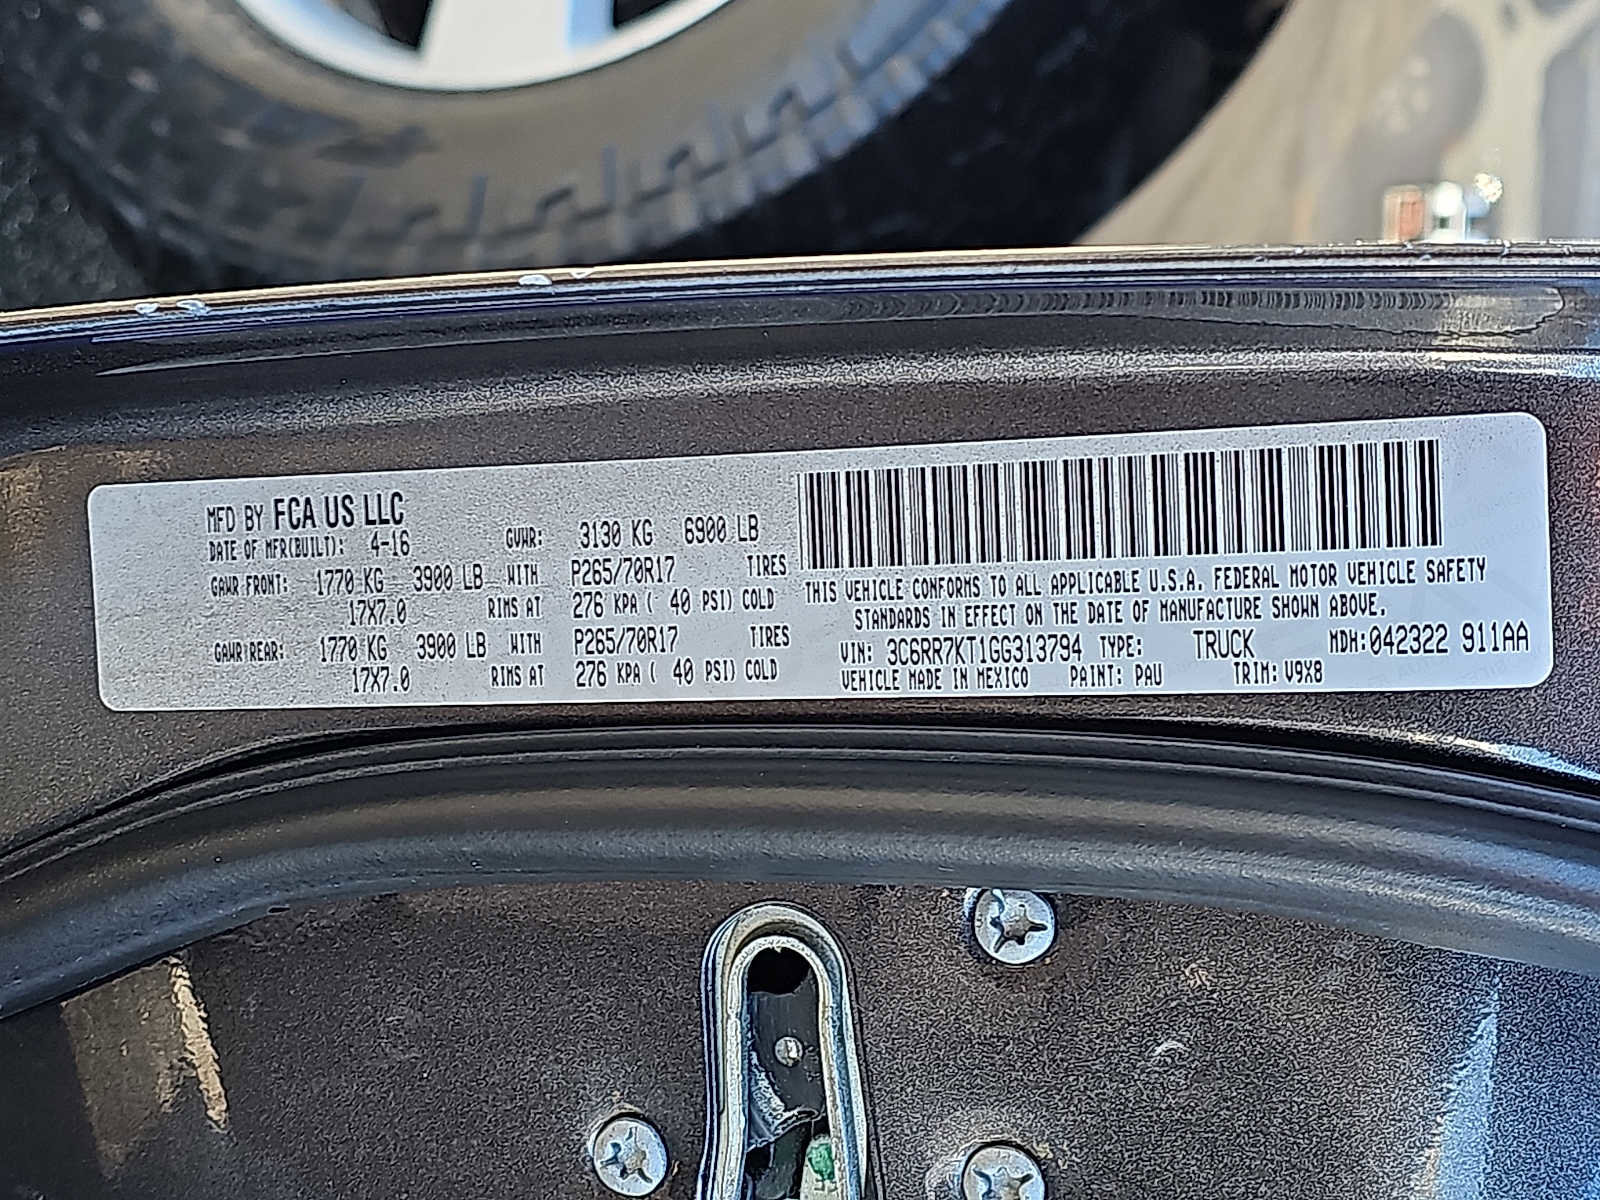 MFD BY FCA US LLC
DATE OF MFR(BUILT): 4-16 GVWR: 3130 KG 6900 LB
GAWR FRONT: 1770 KG 3900 LB WITH P265/70R17 TIRES
17X7.0 RIMS AT 276 KPA ( 40 PSI) COLD
GAWR REAR: 1770 KG 3900 LB WITH P265/70R17 TIRES
17X7.0 RIMS AT 276 KPA ( 40 PSI) COLD
THIS VEHICLE CONFORMS TO ALL APPLICABLE U.S.A. FEDERAL MOTOR VEHICLE SAFETY
STANDARDS IN EFFECT ON THE DATE OF MANUFACTURE SHOWN ABOVE.
VIN: 3C6RR7KT1GG313794 TYPE: TRUCK MDH:042322 911AA
VEHICLE MADE IN MEXICO PAINT: PAU TRIM: V9X8